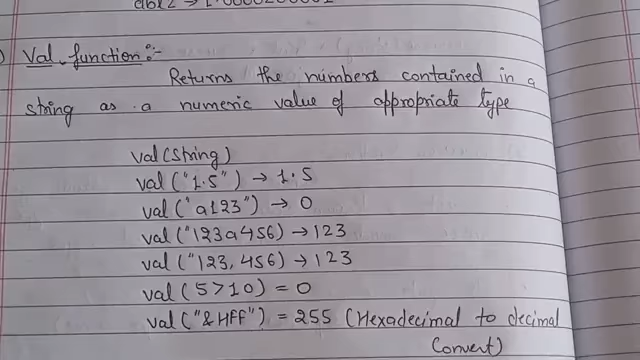 Val function :-
Returns the numbers contained in a
string as a numeric value of appropriate type
val(string)
val("1.5") → 1.5
val("a123") → 0
val("123a456) → 123
val("123,456) → 123
val (5>10) = 0
val("&Hff") = 255 (Hexadecimal to decimal
Convert)